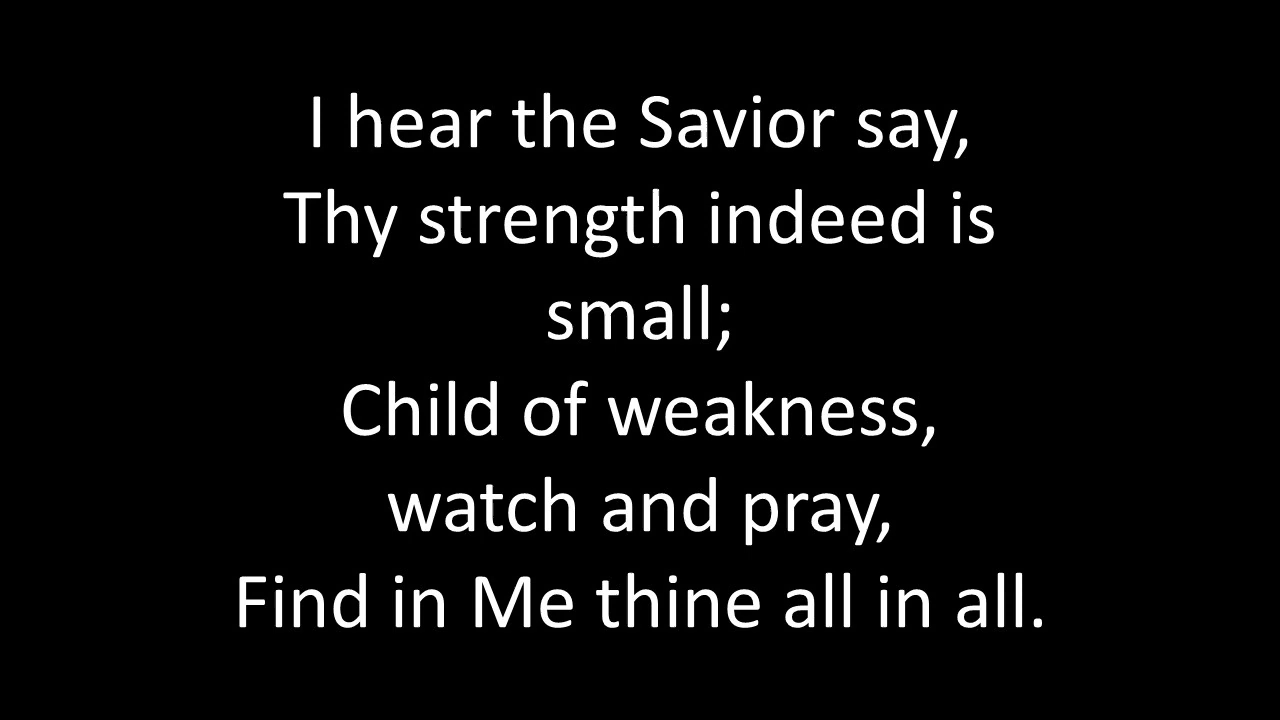 I hear the Savior say,
Thy strength indeed is
small;
Child of weakness,
watch and pray,
Find in Me thine all in all.